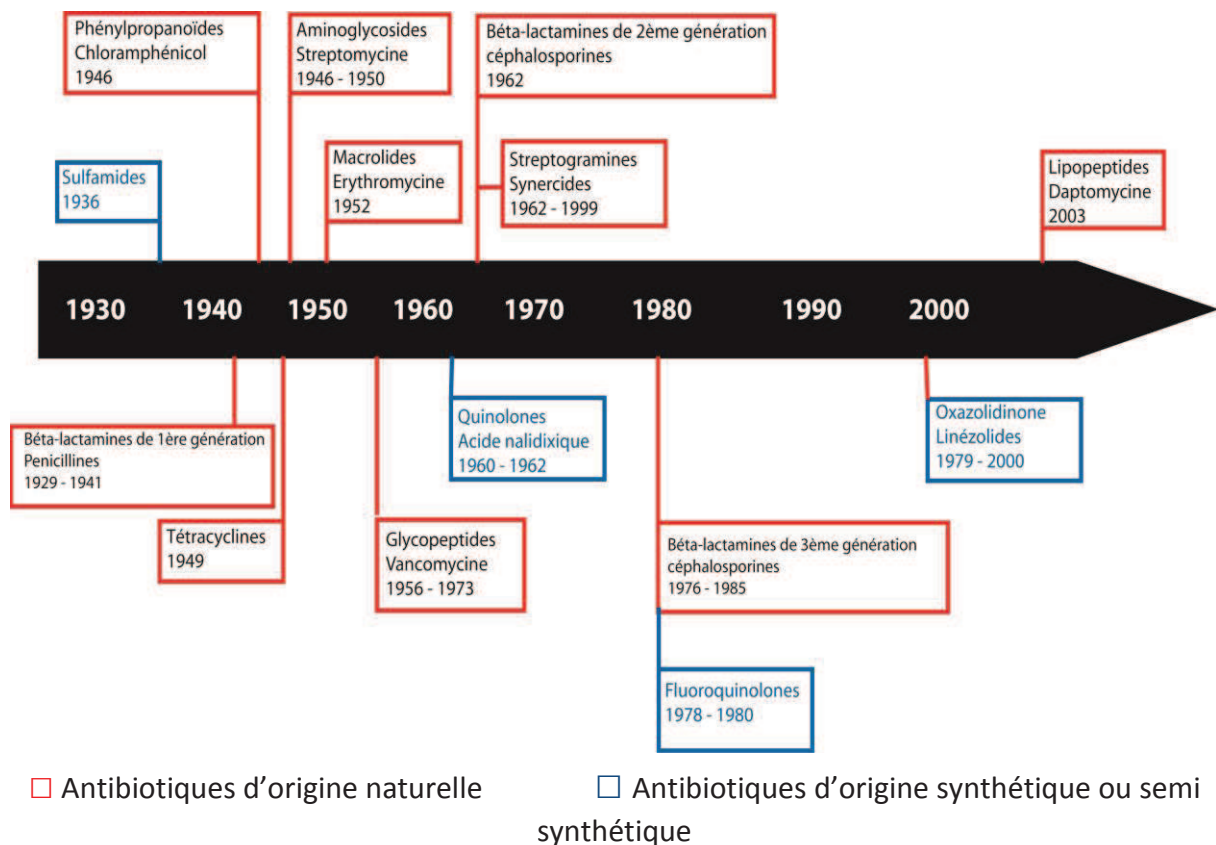 Phénylpropanoïdes
Chloramphénicol
1946
Aminoglycosides
Streptomycine
1946 - 1950
Béta-lactamines de 2ème génération
céphalosporines
1962
Sulfamides
1936
Macrolides
Erythromycine
1952
Streptogramines
Synercides
1962 - 1999
Lipopeptides
Daptomycine
2003
1930 1940 1950 1960 1970 1980 1990 2000
Béta-lactamines de 1ère génération
Penicillines
1929 - 1941
Quinolones
Acide nalidixique
1960 - 1962
Oxazolidinone
Linézolides
1979 - 2000
Tétracyclines
1949
Glycopeptides
Vancomycine
1956 - 1973
Béta-lactamines de 3ème génération
céphalosporines
1976 - 1985
Fluoroquinolones
1978 - 1980
Antibiotiques d’origine naturelle
Antibiotiques d’origine synthétique ou semi
synthétique